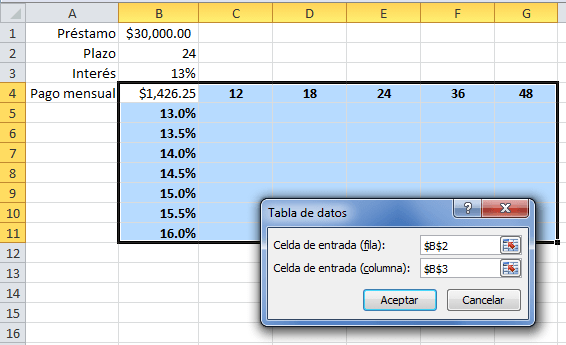 A B C D E F G
1 Préstamo $30,000.00
2 Plazo 24
3 Interés 13%
4 Pago mensual $1,426.25 12 18 24 36 48
5 13.0%
6 13.5%
7 14.0%
8 14.5%
9 15.0%
10 15.5%
11 16.0%
12
13
14
15
16
Tabla de datos ? X
Celda de entrada (fila): $B$2
Celda de entrada (columna): $B$3
Aceptar Cancelar